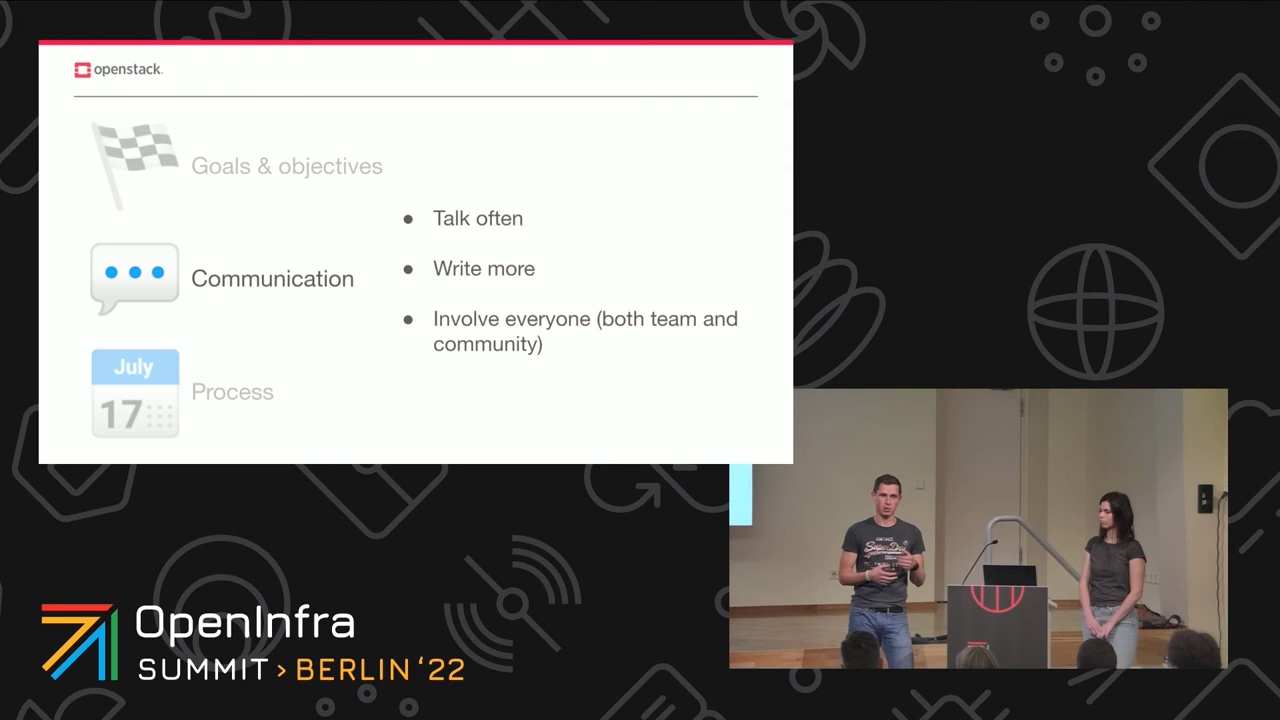 openstack.
Goals & objectives
Communication
July
17
Process
● Talk often
● Write more
● Involve everyone (both team and
community)
OpenInfra
SUMMIT > BERLIN ‘22